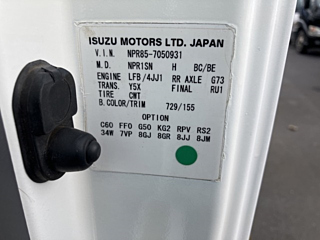 ISUZU MOTORS LTD. JAPAN
V.I.N. NPR85-7050931
M.D. NPR1SN H BC/BE
ENGINE LFB/4JJ1 RR AXLE G73
TRANS. Y5X FINAL RU1
TIRE CWT
B.COLOR/TRIM 729/155
OPTION
C60 FF0 G50 KG2 RPV RS2
34W 7VP 8GJ 8GR 8JJ 8JM